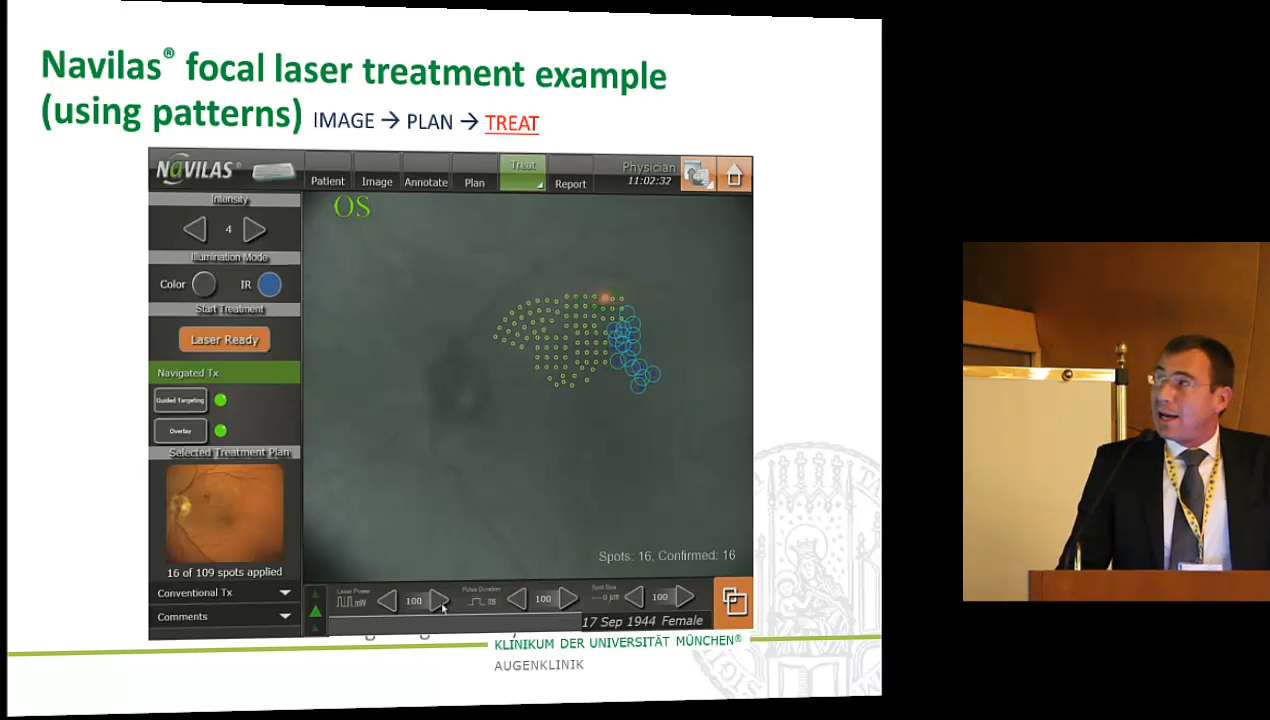 Navilas® focal laser treatment example
(using patterns) IMAGE → PLAN → TREAT
NAVILAS®
Patient
Image
Annotate
Plan
Treat
Report
Physician
11:02:32
OS
Intensity
4
Illumination Mode
Color
IR
Start Treatment
Laser Ready
Navigated Tx
Guided Targeting
Overlay
Selected Treatment Plan
16 of 109 spots applied
Conventional Tx
Comments
Spots: 16, Confirmed: 16
Laser Power
mW
100
Pulse Duration
ms
100
Spot Size
µm
100
17 Sep 1944 Female
KLINIKUM DER UNIVERSITÄT MÜNCHEN®
AUGENKLINIK